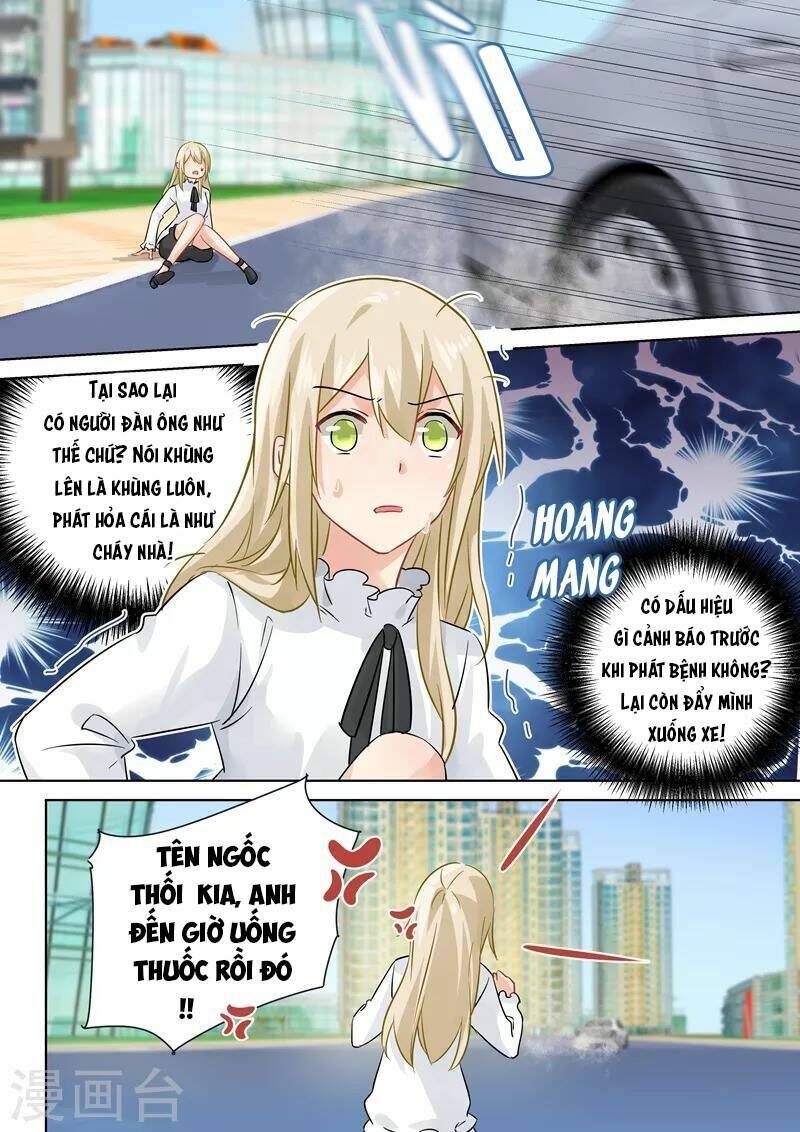 TẠI SAO LẠI
CÓ NGƯỜI ĐÀN ÔNG NHƯ
THẾ CHỨ? NÓI KHÙNG
LÊN LÀ KHÙNG LUÔN,
PHÁT HỎA CÁI LÀ NHƯ
CHÁY NHÀ!
HOANG
MANG
CÓ DẤU HIỆU
GÌ CẢNH BÁO TRƯỚC
KHI PHÁT BỆNH KHÔNG?
LẠI CÒN ĐẨY MÌNH
XUỐNG XE!
TÊN NGỐC
THỐI KIA, ANH
ĐẾN GIỜ UỐNG
THUỐC RỒI ĐÓ
!!
漫画台